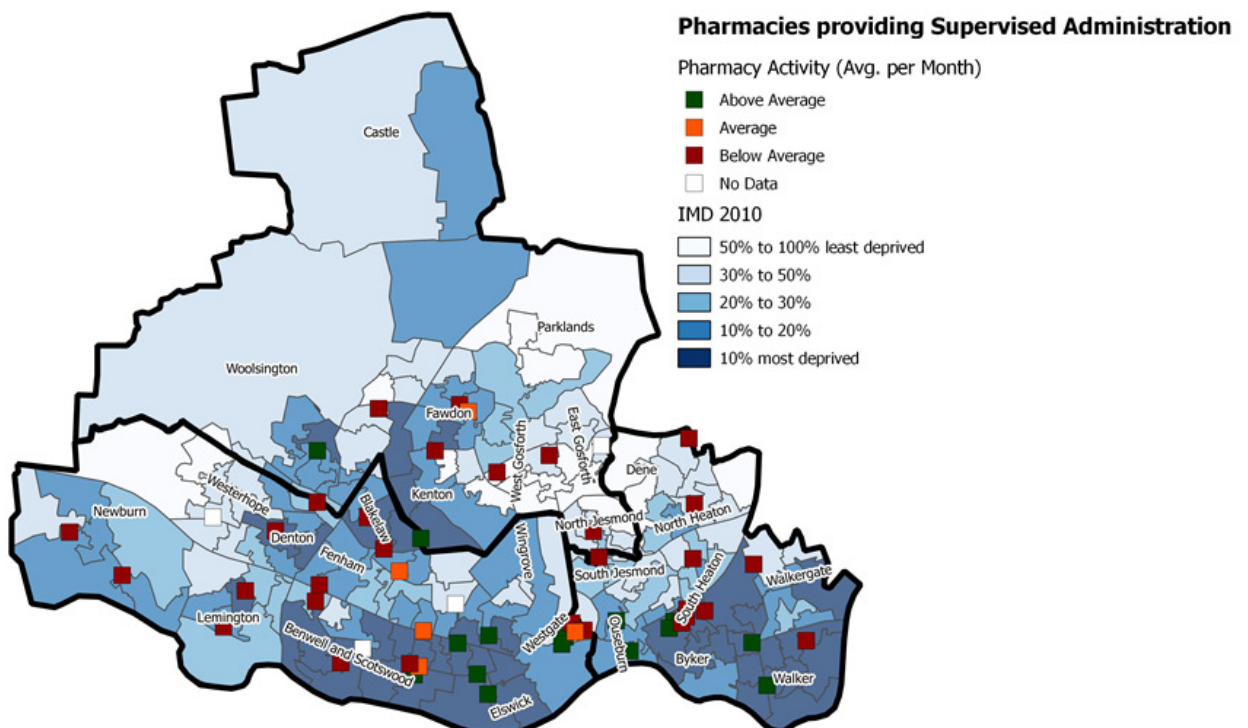 Pharmacies providing Supervised Administration
Pharmacy Activity (Avg. per Month)
Above Average
Average
Below Average
No Data
IMD 2010
50% to 100% least deprived
30% to 50%
20% to 30%
10% to 20%
10% most deprived
Castle
Parklands
Woolsington
Fawdon
East Gosforth
West Gosforth
Dene
Westerhope
Kenton
Newburn
Blakelaw
North Jesmond
North Heaton
Denton
Fenham
Wingrove
South Jesmond
South Heaton
Walkergate
Lemington
Benwell and Scotswood
Westgate
Ouseburn
Byker
Walker
Elswick